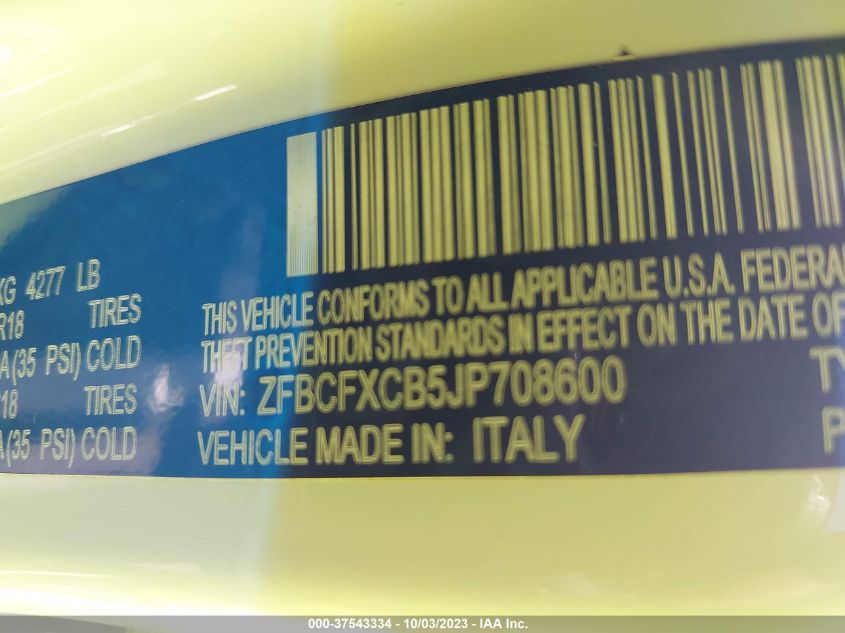 KG 4277 LB
R18 TIRES
A (35 PSI) COLD
R18 TIRES
A (35 PSI) COLD
THIS VEHICLE CONFORMS TO ALL APPLICABLE U.S.A. FEDERA
THEFT PREVENTION STANDARDS IN EFFECT ON THE DATE OF
VIN: ZFBCFXCB5JP708600 TY
VEHICLE MADE IN: ITALY P
000-37543334 - 10/03/2023 - IAA Inc.